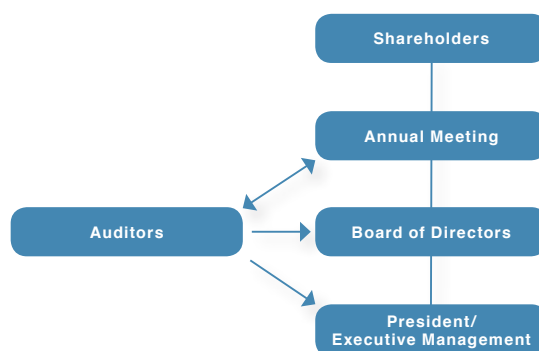 Shareholders
Annual Meeting
Auditors
Board of Directors
President/
Executive Management